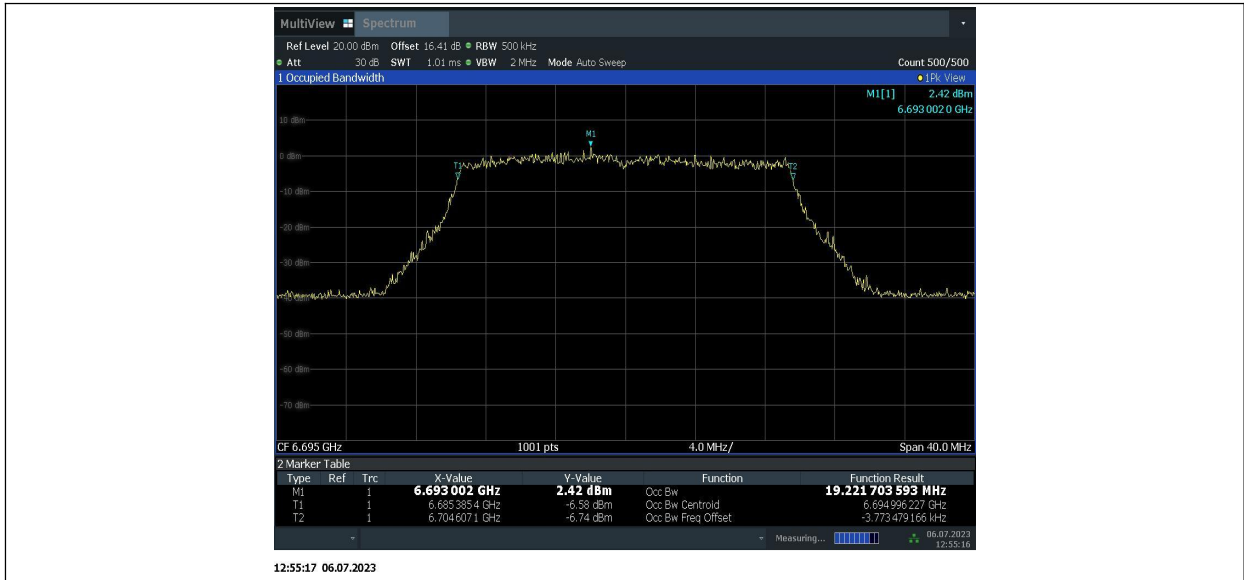 MultiView Spectrum
Ref Level 20.00 dBm Offset 16.41 dB RBW 500 kHz
Att 30 dB SWT 1.01 ms VBW 2 MHz Mode Auto Sweep Count 500/500
1 Occupied Bandwidth 1Pk View
M1[1] 2.42 dBm
6.693 002 0 GHz
10 dBm
M1
0 dBm
T1 T2
-10 dBm
-20 dBm
-30 dBm
-40 dBm
-50 dBm
-60 dBm
-70 dBm
CF 6.695 GHz 1001 pts 4.0 MHz/ Span 40.0 MHz
2 Marker Table
Type Ref Trc X-Value Y-Value Function Function Result
M1 1 6.693 002 GHz 2.42 dBm Occ Bw 19.221 703 593 MHz
T1 1 6.685 385 4 GHz -6.58 dBm Occ Bw Centroid 6.694 996 227 GHz
T2 1 6.704 607 1 GHz -6.74 dBm Occ Bw Freq Offset -3.773 479 166 kHz
Measuring... 06.07.2023
12:55:16
12:55:17 06.07.2023